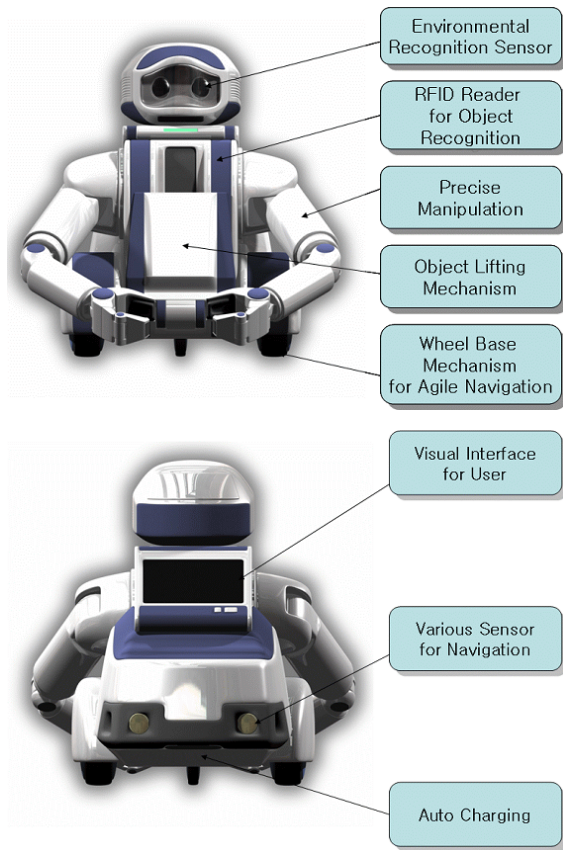 Environmental
Recognition Sensor
RFID Reader
for Object
Recognition
Precise
Manipulation
Object Lifting
Mechanism
Wheel Base
Mechanism
for Agile Navigation
Visual Interface
for User
Various Sensor
for Navigation
Auto Charging